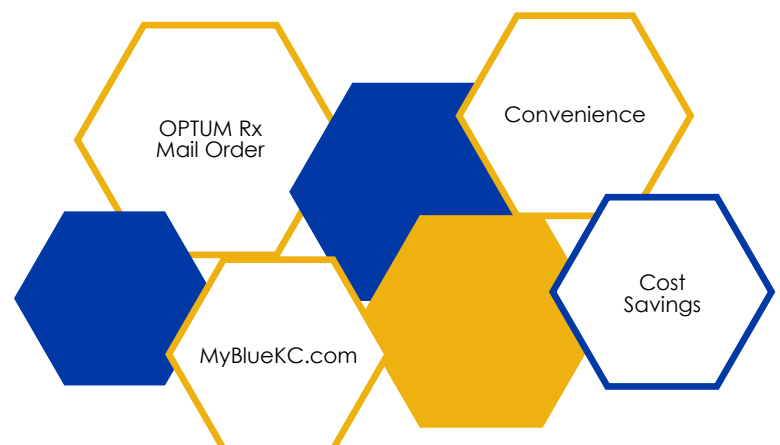 OPTUM Rx
Mail Order
Convenience
Cost
Savings
MyBlueKC.com